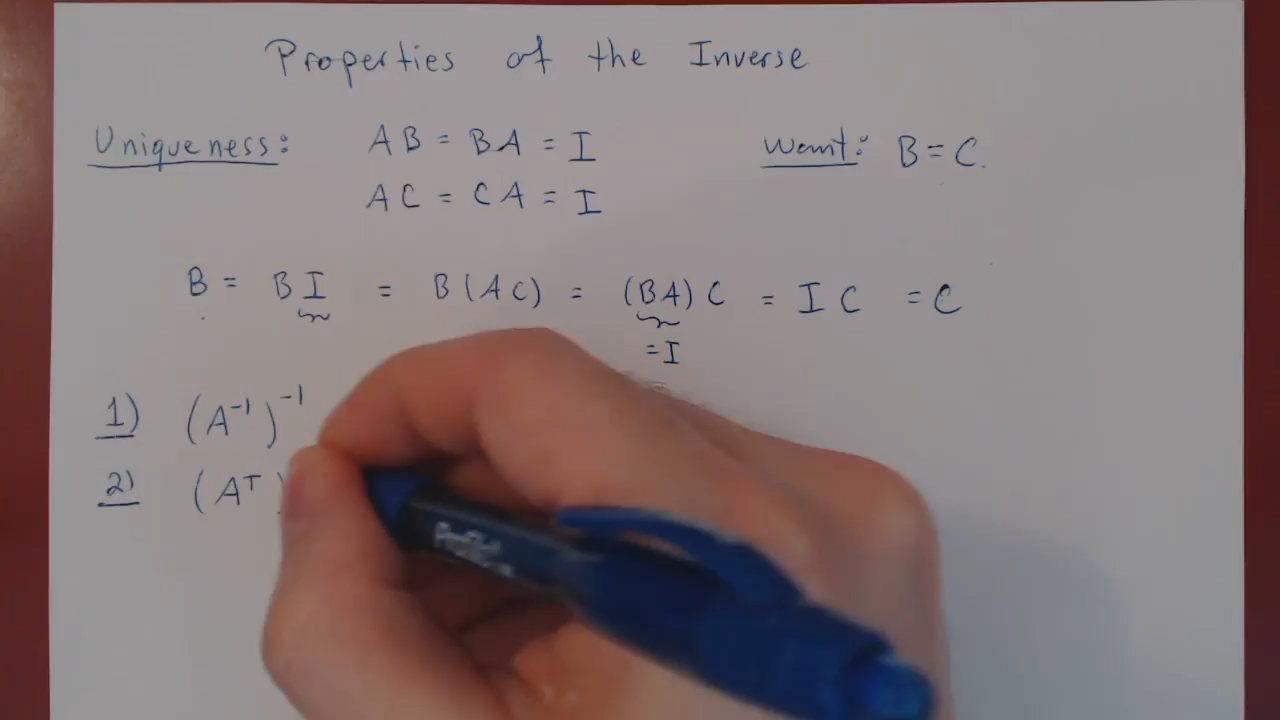 Properties of the Inverse
Uniqueness: AB = BA = I Want: B = C.
AC = CA = I
B = BI = B(AC) = (BA)C = IC = C
= I
1) (A⁻¹)⁻¹
2) (Aᵀ)